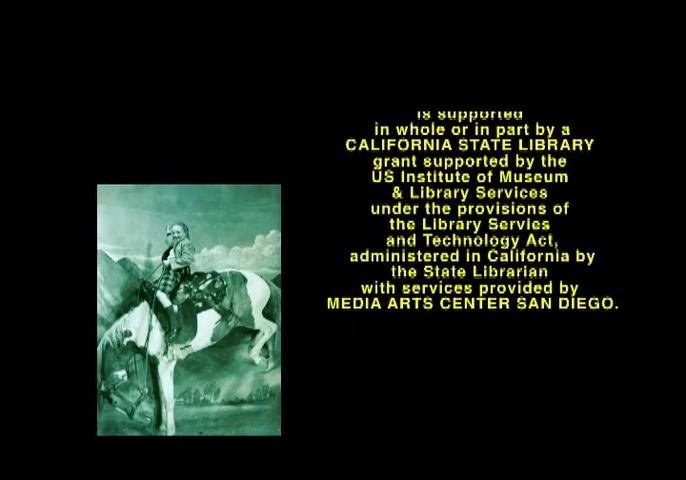 is supported
in whole or in part by a
CALIFORNIA STATE LIBRARY
grant supported by the
US Institute of Museum
& Library Services
under the provisions of
the Library Servies
and Technology Act,
administered in California by
the State Librarian
with services provided by
MEDIA ARTS CENTER SAN DIEGO.